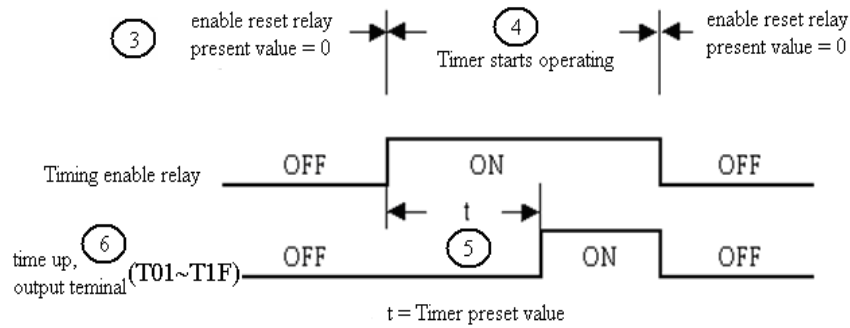 3
enable reset relay
present value = 0
4
Timer starts operating
enable reset relay
present value = 0
Timing enable relay
OFF
ON
OFF
t
5
time up,
6
output teminal
(T01~T1F)
OFF
ON
OFF
t = Timer preset value